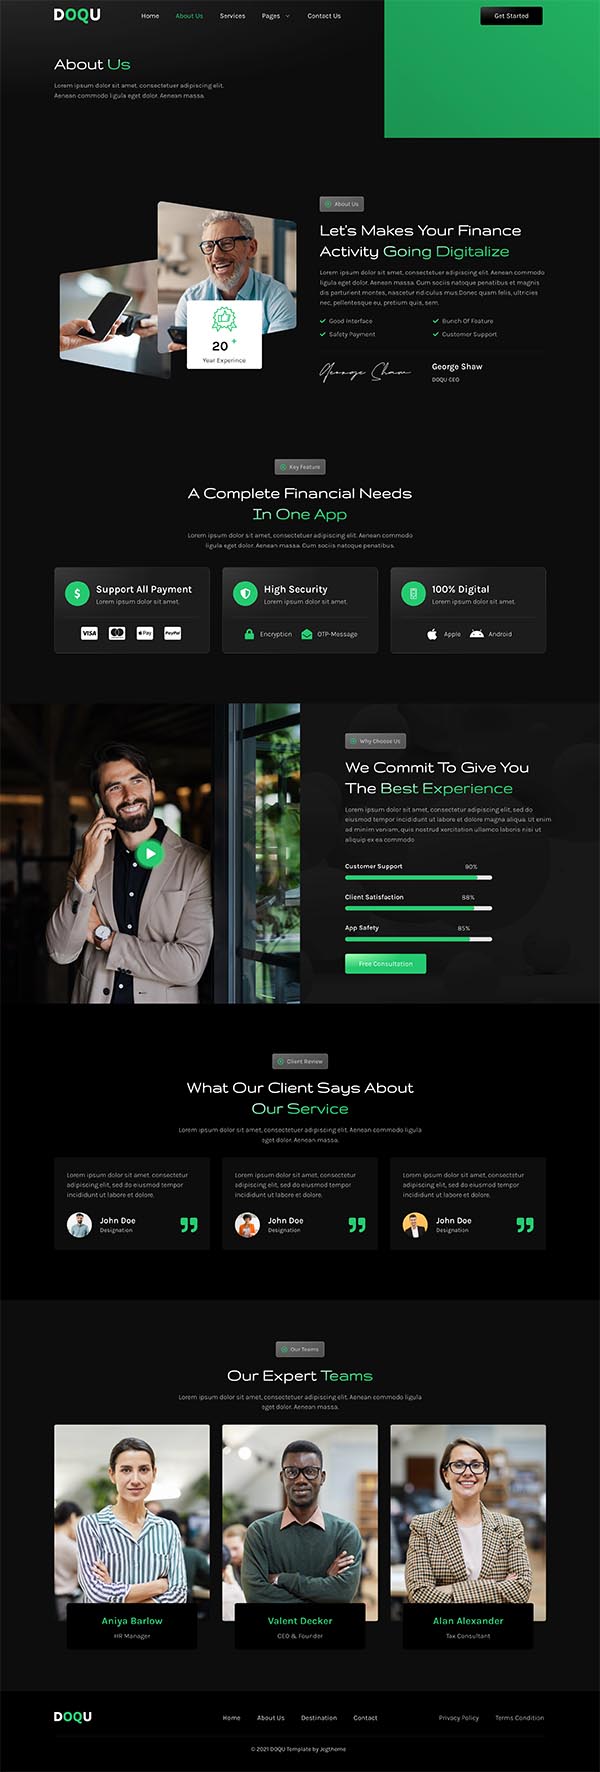 DOQU
Home About Us Services Pages Contact Us
Get Started
About Us
Lorem ipsum dolor sit amet, consectetuer adipiscing elit.
Aenean commodo ligula eget dolor. Aenean massa.
About Us
Let's Makes Your Finance
Activity Going Digitalize
Lorem ipsum dolor sit amet, consectetuer adipiscing elit. Aenean commodo
ligula eget dolor. Aenean massa. Cum sociis natoque penatibus et magnis
dis parturient montes, nascetur ridiculus mus.Donec quam felis, ultricies
nec, pellentesque eu, pretium quis, sem.
Good Interface
Bunch Of Feature
Safety Payment
Customer Support
20 +
Year Experince
George Shaw
George Shaw
DOQU CEO
Key Feature
A Complete Financial Needs
In One App
Lorem ipsum dolor sit amet, consectetuer adipiscing elit. Aenean commodo
ligula eget dolor. Aenean massa. Cum sociis natoque penatibus.
Support All Payment
Lorem ipsum dolor sit amet.
VISA
Pay
PayPal
High Security
Lorem ipsum dolor sit amet.
Encryption
OTP-Message
100% Digital
Lorem ipsum dolor sit amet.
Apple
Android
Why Choose Us
We Commit To Give You
The Best Experience
Lorem ipsum dolor sit amet, consectetur adipiscing elit, sed do
eiusmod tempor incididunt ut labore et dolore magna aliqua. Ut enim
ad minim veniam, quis nostrud xercitation ullamco laboris nisi ut
aliquip ex ea commodo
Customer Support 90%
Client Satisfaction 88%
App Safety 85%
Free Consultation
Client Review
What Our Client Says About
Our Service
Lorem ipsum dolor sit amet, consectetuer adipiscing elit. Aenean commodo ligula
eget dolor. Aenean massa.
Lorem ipsum dolor sit amet, consectetur
adipiscing elit, sed do eiusmod tempor
incididunt ut labore et dolore.
John Doe
Designation
Lorem ipsum dolor sit amet, consectetur
adipiscing elit, sed do eiusmod tempor
incididunt ut labore et dolore.
John Doe
Designation
Lorem ipsum dolor sit amet, consectetur
adipiscing elit, sed do eiusmod tempor
incididunt ut labore et dolore.
John Doe
Designation
Our Teams
Our Expert Teams
Lorem ipsum dolor sit amet, consectetuer adipiscing elit. Aenean commodo ligula
eget dolor. Aenean massa.
Aniya Barlow
HR Manager
Valent Decker
CEO & Founder
Alan Alexander
Tax Consultant
DOQU
Home About Us Destination Contact
Privacy Policy Terms Condition
© 2021 DOQU Template by Jegtheme